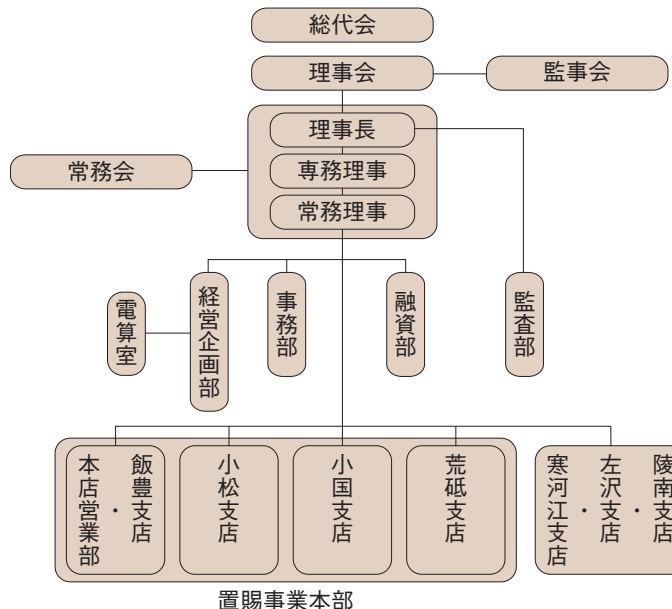 総代会
理事会
監事会
理事長
常務会
専務理事
常務理事
電算室
経営企画部
事務部
融資部
監査部
飯豊支店・
本店営業部
小松支店
小国支店
荒砥支店
陵南支店・
左沢支店・
寒河江支店
置賜事業本部